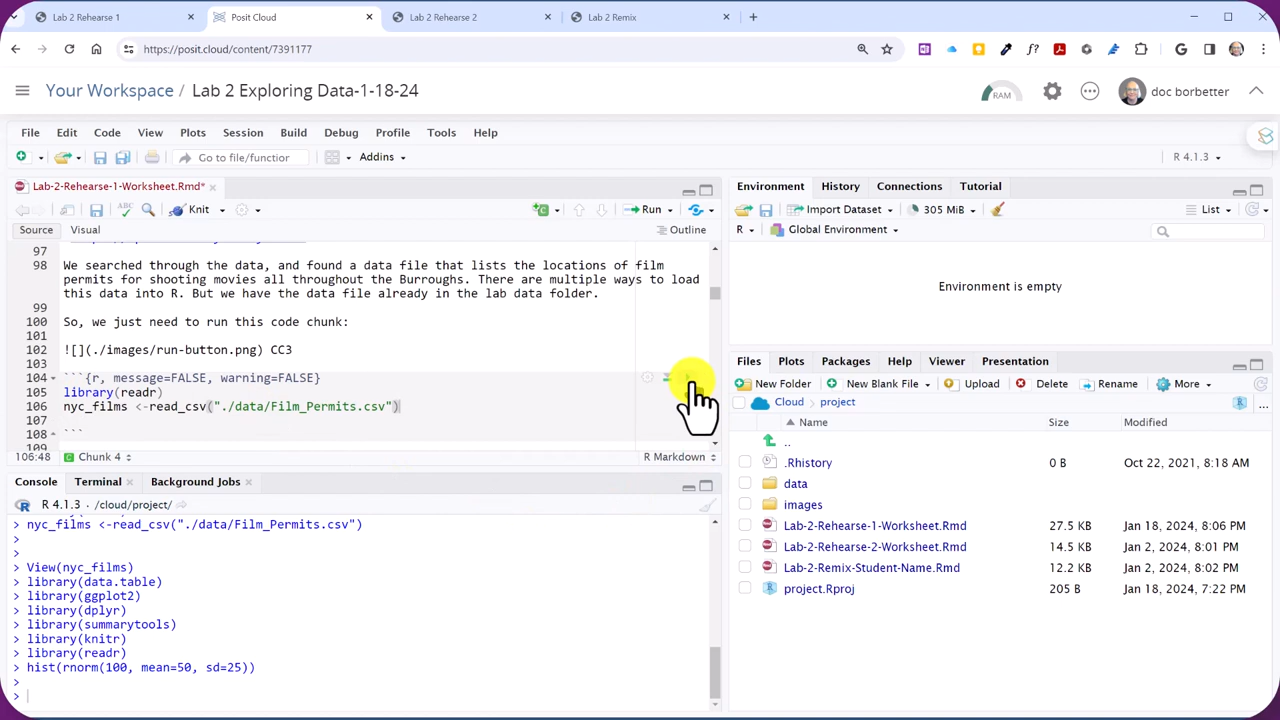 Lab 2 Rehearse 1
Posit Cloud
Lab 2 Rehearse 2
Lab 2 Remix
https://posit.cloud/content/7391177
Your Workspace / Lab 2 Exploring Data-1-18-24
RAM
doc borbetter
File Edit Code View Plots Session Build Debug Profile Tools Help
Go to file/function
Addins
R 4.1.3
Lab-2-Rehearse-1-Worksheet.Rmd*
Knit
Run
Source Visual
Outline
97
98 We searched through the data, and found a data file that lists the locations of film
permits for shooting movies all throughout the Burroughs. There are multiple ways to load
this data into R. But we have the data file already in the lab data folder.
99
100 So, we just need to run this code chunk:
101
102 ![](./images/run-button.png) CC3
103
104 ```{r, message=FALSE, warning=FALSE}
105 library(readr)
106 nyc_films <-read_csv("./data/Film_Permits.csv")
107
108 ```
109
106:48 Chunk 4 R Markdown
Console Terminal Background Jobs
R 4.1.3 · /cloud/project/
> nyc_films <-read_csv("./data/Film_Permits.csv")
>
>
> View(nyc_films)
> library(data.table)
> library(ggplot2)
> library(dplyr)
> library(summarytools)
> library(knitr)
> library(readr)
> hist(rnorm(100, mean=50, sd=25))
>
>
Environment History Connections Tutorial
Import Dataset
305 MiB
List
R Global Environment
Environment is empty
Files Plots Packages Help Viewer Presentation
New Folder New Blank File Upload Delete Rename More
Cloud project
Name Size Modified
..
.Rhistory 0 B Oct 22, 2021, 8:18 AM
data
images
Lab-2-Rehearse-1-Worksheet.Rmd 27.5 KB Jan 18, 2024, 8:06 PM
Lab-2-Rehearse-2-Worksheet.Rmd 14.5 KB Jan 2, 2024, 8:01 PM
Lab-2-Remix-Student-Name.Rmd 12.2 KB Jan 2, 2024, 8:02 PM
project.Rproj 205 B Jan 18, 2024, 7:22 PM